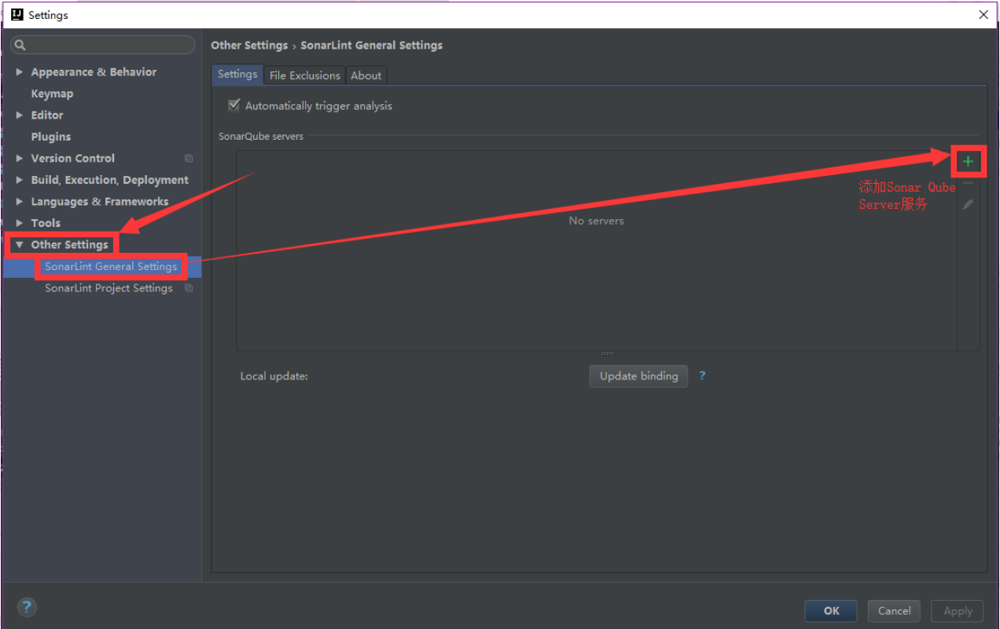 Settings
Other Settings › SonarLint General Settings
Appearance & Behavior
Keymap
Editor
Plugins
Version Control
Build, Execution, Deployment
Languages & Frameworks
Tools
Other Settings
SonarLint General Settings
SonarLint Project Settings
Settings File Exclusions About
Automatically trigger analysis
SonarQube servers
添加Sonar Qube
Server服务
No servers
Local update: Update binding ?
? OK Cancel Apply